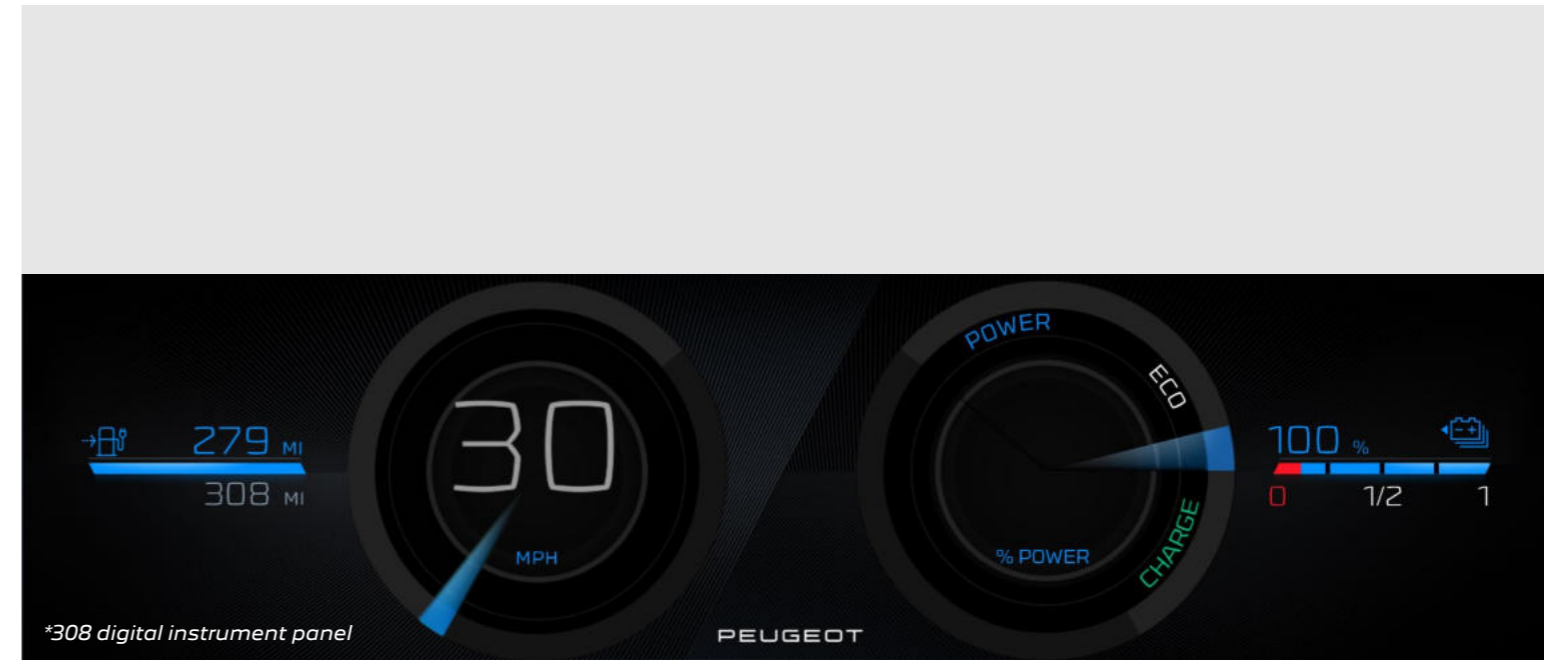 279 MI
308 MI
30
MPH
POWER
ECO
CHARGE
% POWER
100 %
0 1/2 1
*308 digital instrument panel
PEUGEOT